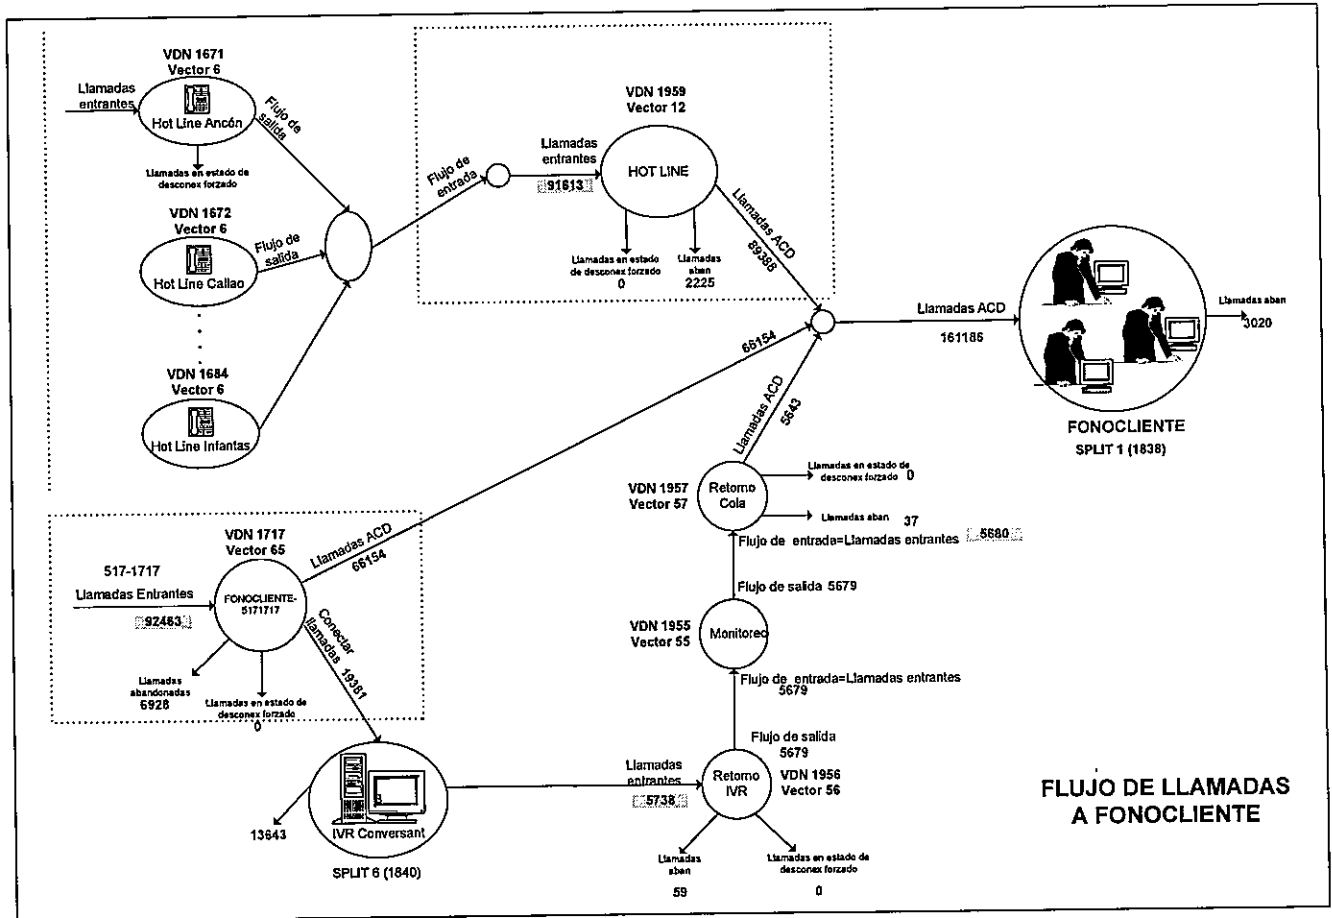 VDN 1671
Vector 6
Llamadas
entrantes
Hot Line Ancón
Flujo de
salida
Llamadas en estado de
desconex forzado
VDN 1672
Vector 6
Hot Line Callao
Flujo de
salida
VDN 1684
Vector 6
Hot Line Infantas
Flujo de
entrada
VDN 1959
Vector 12
Llamadas
entrantes
91613
HOT LINE
Llamadas en estado
de desconex forzado
0
Llamadas
aban
2225
Llamadas ACD
89388
66154
Llamadas ACD
161186
Llamadas aban
3020
FONOCLIENTE
SPLIT 1 (1838)
Llamadas ACD
5643
VDN 1957
Vector 57
Retorno
Cola
Llamadas en estado de
desconex forzado 0
Llamadas aban 37
Flujo de entrada=Llamadas entrantes 5680
Flujo de salida 5679
VDN 1955
Vector 55
Monitoreo
Flujo de entrada=Llamadas entrantes
5679
Flujo de salida
5679
VDN 1717
Vector 65
517-1717
Llamadas Entrantes
92463
FONOCLIENTE-
5171717
Llamadas ACD
66154
Conectar
llamadas 19381
Llamadas
abandonadas
6928
Llamadas en estado de
desconex forzado
0
IVR Conversant
SPLIT 6 (1840)
13643
Llamadas
entrantes
5738
Retorno
IVR
VDN 1956
Vector 56
Llamadas
aban
59
Llamadas en estado de
desconex forzado
0
FLUJO DE LLAMADAS
A FONOCLIENTE